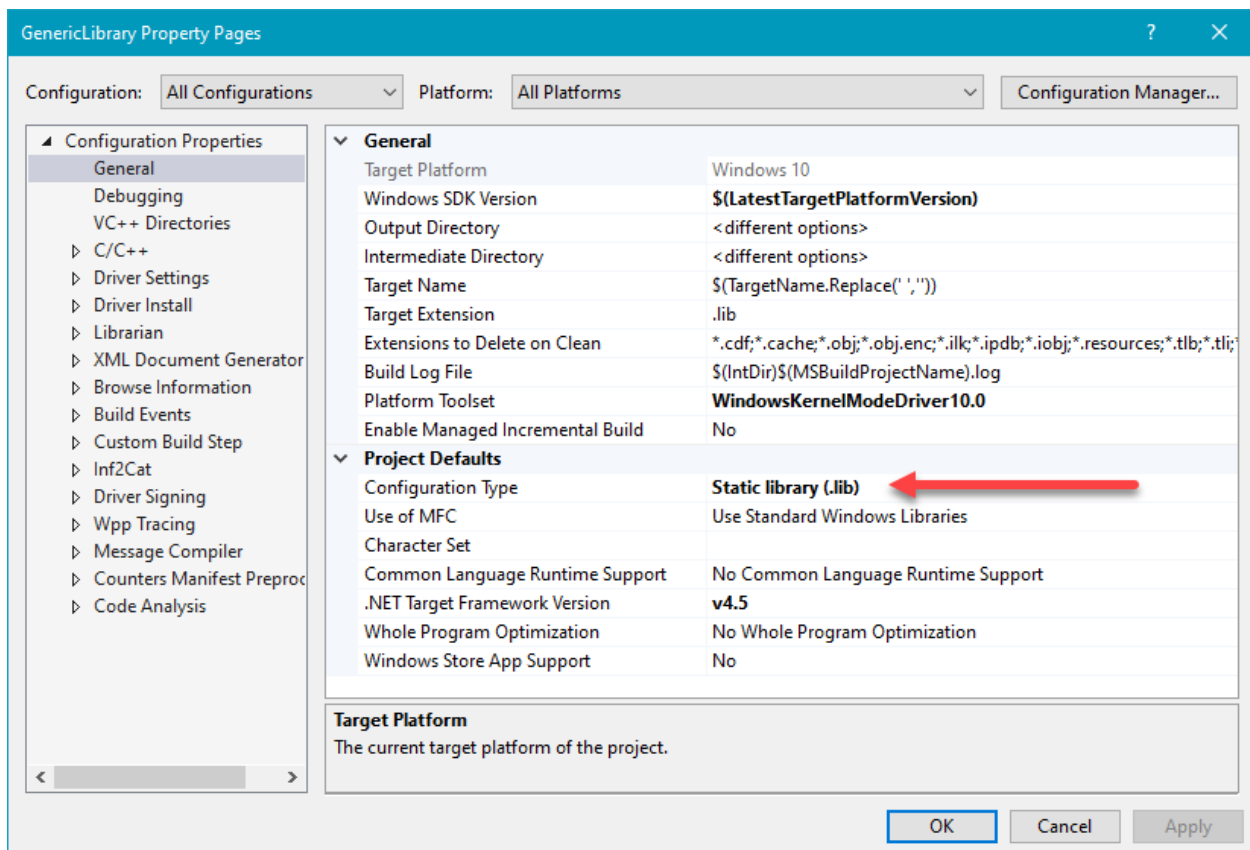 GenericLibrary Property Pages ? ×
Configuration: All Configurations Platform: All Platforms Configuration Manager...
Configuration Properties
General
Debugging
VC++ Directories
C/C++
Driver Settings
Driver Install
Librarian
XML Document Generator
Browse Information
Build Events
Custom Build Step
Inf2Cat
Driver Signing
Wpp Tracing
Message Compiler
Counters Manifest Preproc
Code Analysis
General
Target Platform Windows 10
Windows SDK Version $(LatestTargetPlatformVersion)
Output Directory <different options>
Intermediate Directory <different options>
Target Name $(TargetName.Replace(' ',''))
Target Extension .lib
Extensions to Delete on Clean *.cdf;*.cache;*.obj;*.obj.enc;*.ilk;*.ipdb;*.iobj;*.resources;*.tlb;*.tli;*
Build Log File $(IntDir)$(MSBuildProjectName).log
Platform Toolset WindowsKernelModeDriver10.0
Enable Managed Incremental Build No
Project Defaults
Configuration Type Static library (.lib)
Use of MFC Use Standard Windows Libraries
Character Set
Common Language Runtime Support No Common Language Runtime Support
.NET Target Framework Version v4.5
Whole Program Optimization No Whole Program Optimization
Windows Store App Support No
Target Platform
The current target platform of the project.
OK Cancel Apply